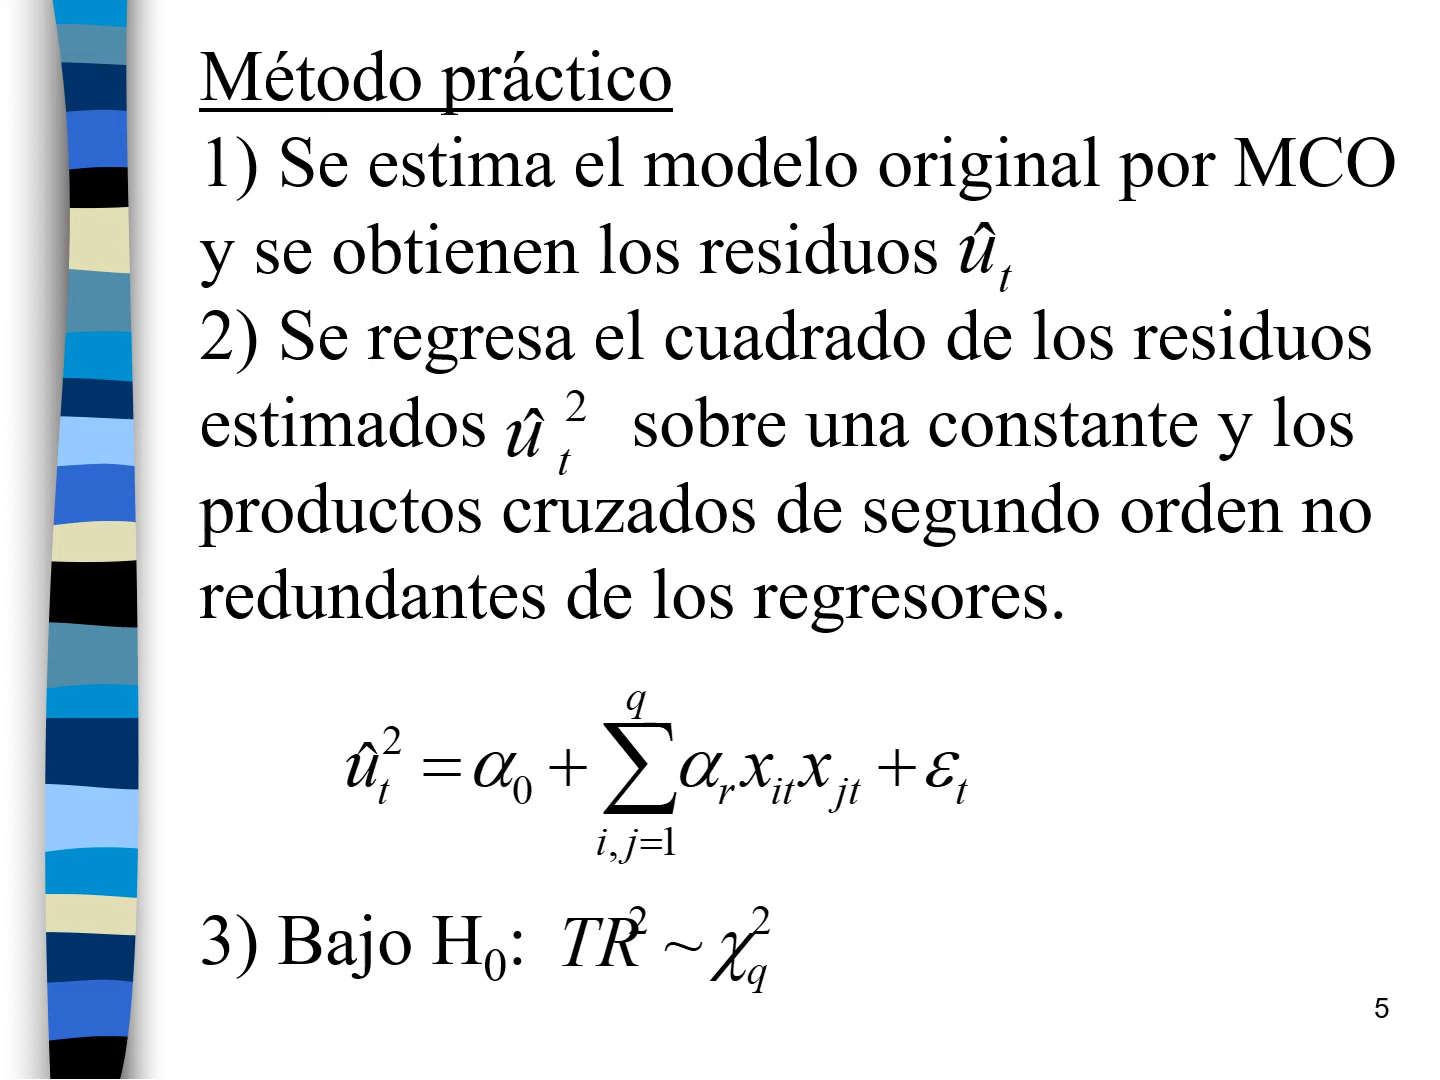 Método práctico
1) Se estima el modelo original por MCO
y se obtienen los residuos û_t
2) Se regresa el cuadrado de los residuos
estimados û_t^2 sobre una constante y los
productos cruzados de segundo orden no
redundantes de los regresores.
û_t^2 = α_0 + ∑_{i,j=1}^{q} α_r x_{it} x_{jt} + ε_t
3) Bajo H_0: TR^2 ~ χ_q^2
5